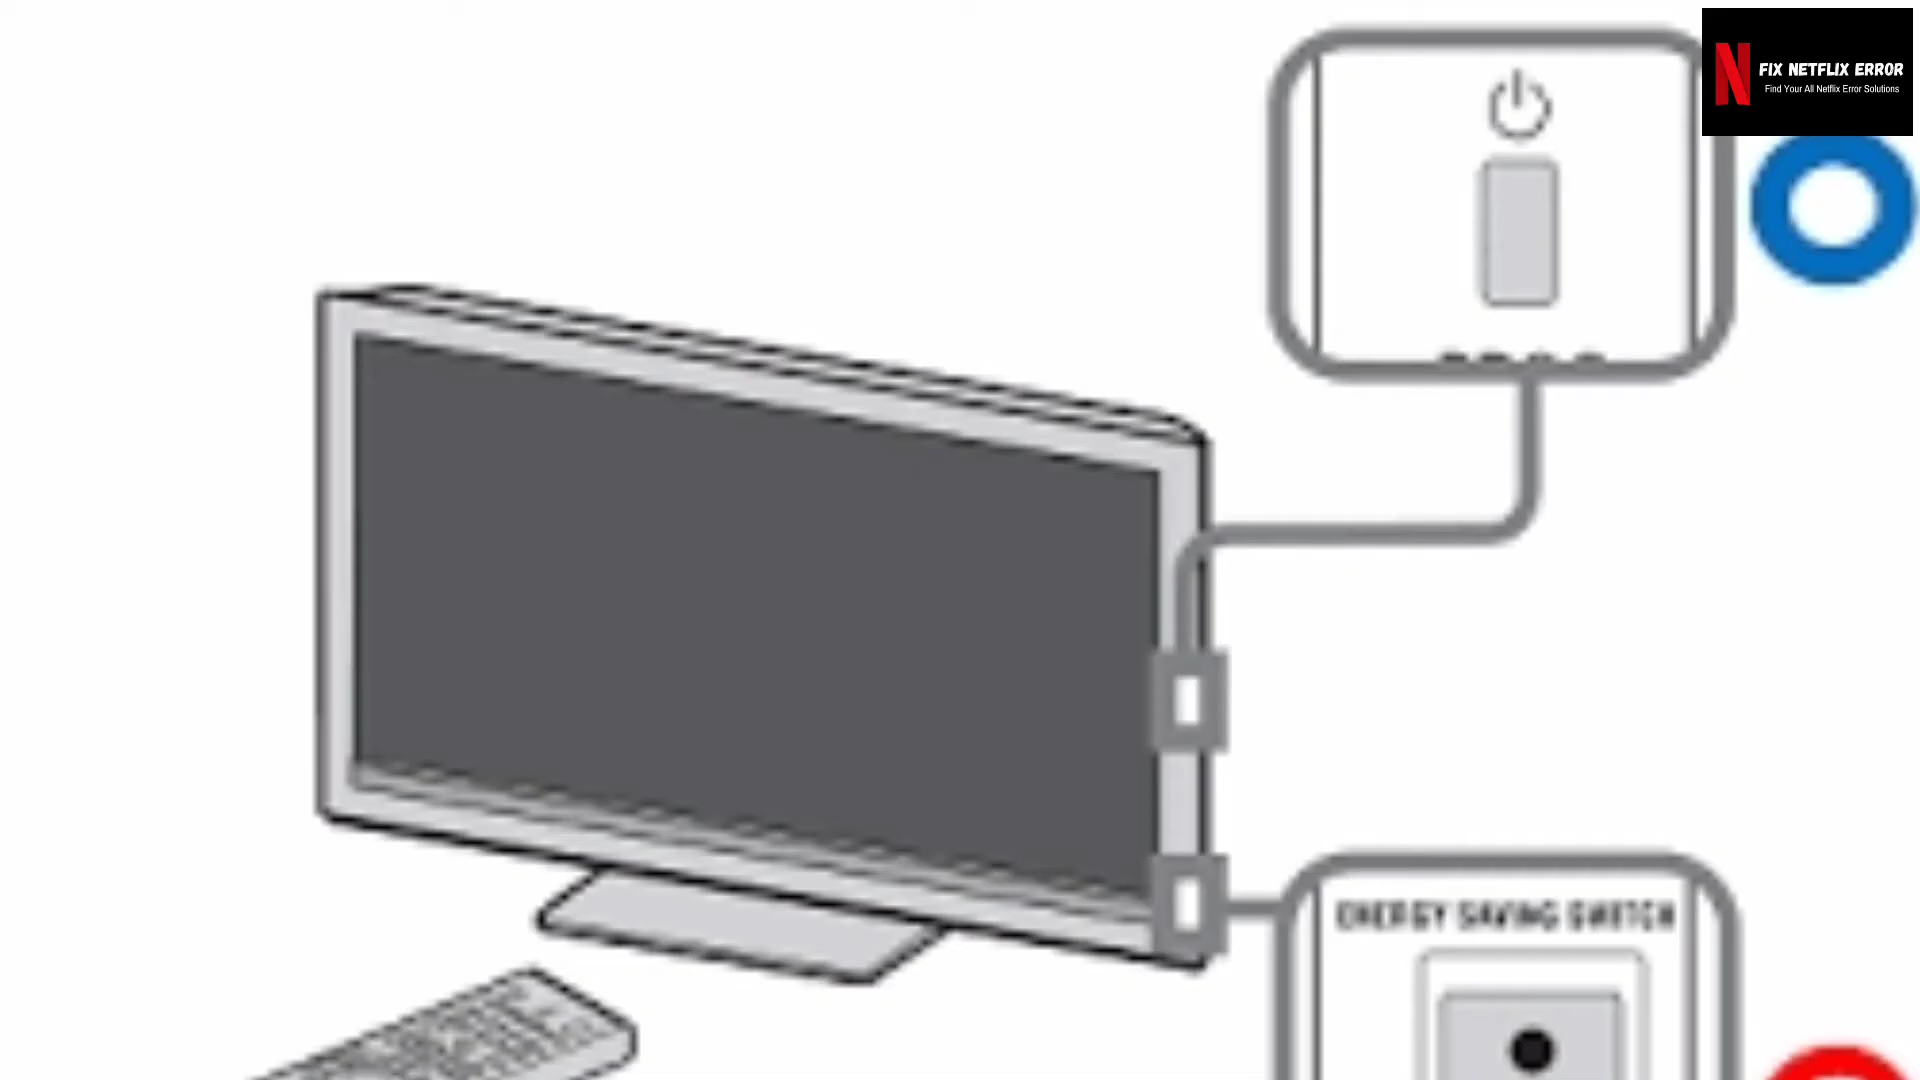 FIX NETFLIX ERROR
Find Your All Netflix Error Solutions
ENERGY SAVING SWITCH